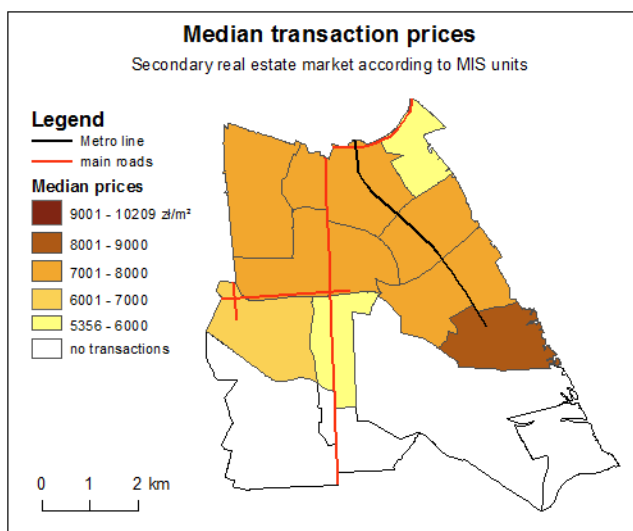 Median transaction prices
Secondary real estate market according to MIS units
Legend
Metro line
main roads
Median prices
9001 - 10209 zł/m²
8001 - 9000
7001 - 8000
6001 - 7000
5356 - 6000
no transactions
0 1 2 km